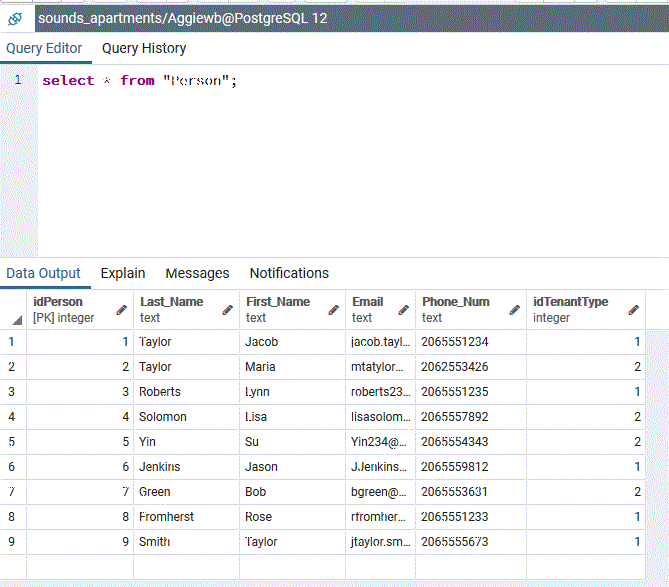 sounds_apartments/Aggiewb@PostgreSQL 12
Query Editor Query History
1 select * from "Person";
Data Output Explain Messages Notifications
idPerson Last_Name First_Name Email Phone_Num idTenantType
[PK] integer text text text text integer
1 1 Taylor Jacob jacob.tayl... 2065551234 1
2 2 Taylor Maria mtatylor... 2062553426 2
3 3 Roberts Lynn roberts23... 2065551235 1
4 4 Solomon Lisa lisasolom... 2065557892 2
5 5 Yin Su Yin234@... 2065554343 2
6 6 Jenkins Jason JJenkins... 2065559812 1
7 7 Green Bob bgreen@... 2065553631 2
8 8 Fromherst Rose rfromher... 2065551233 1
9 9 Smith Taylor jtaylor.sm... 2065555673 1